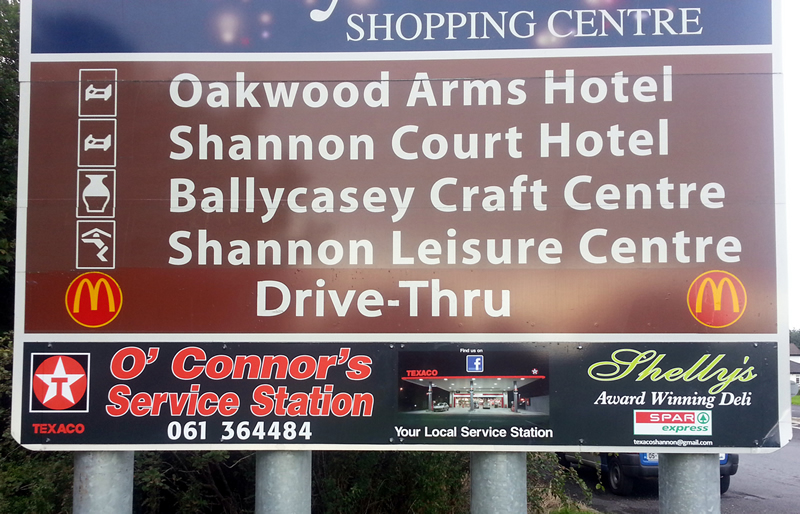 SHOPPING CENTRE
Oakwood Arms Hotel
Shannon Court Hotel
Ballycasey Craft Centre
Shannon Leisure Centre
Drive-Thru
O' Connor's
Service Station
061 364484
TEXACO
Find us on
TEXACO
Your Local Service Station
Shelly's
Award Winning Deli
SPAR
express
texacoshannon@gmail.com